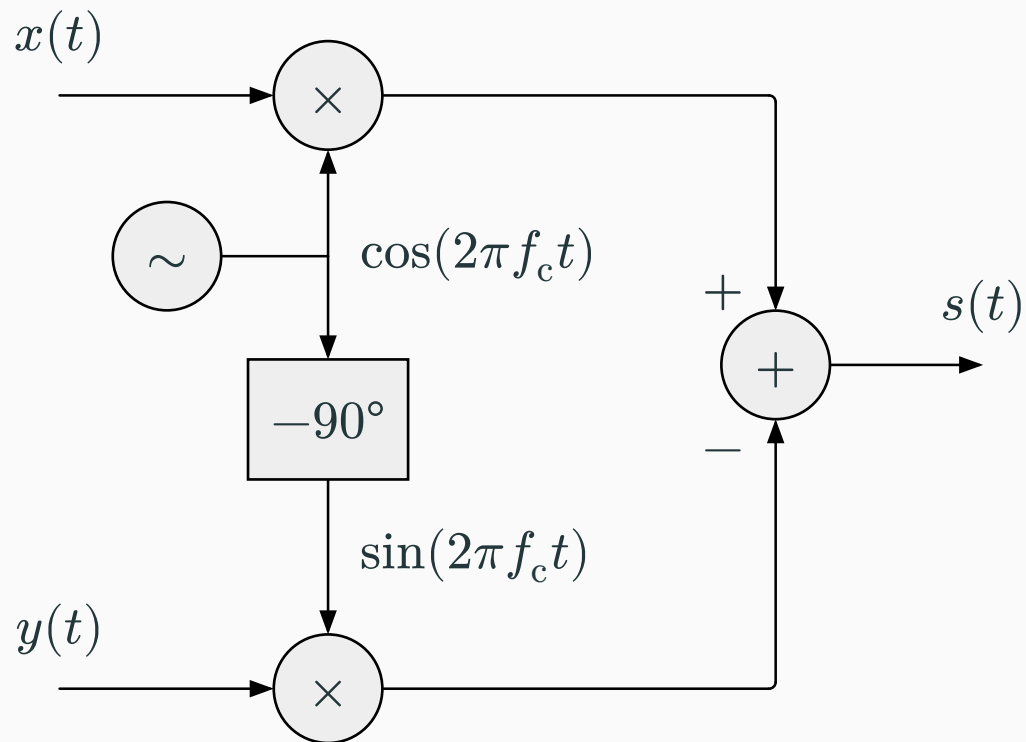 x(t)
×
∼
cos(2πf_c t)
+
s(t)
+
−90°
−
sin(2πf_c t)
y(t)
×